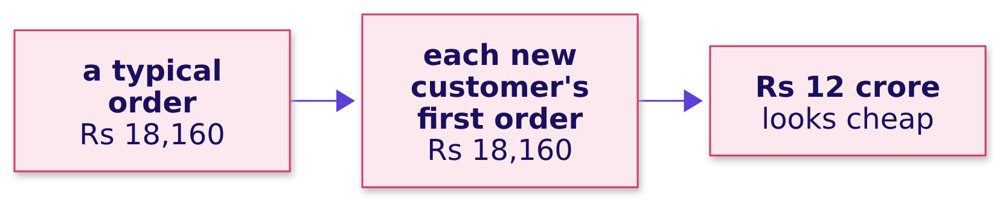 a typical
order
Rs 18,160
each new
customer's
first order
Rs 18,160
Rs 12 crore
looks cheap